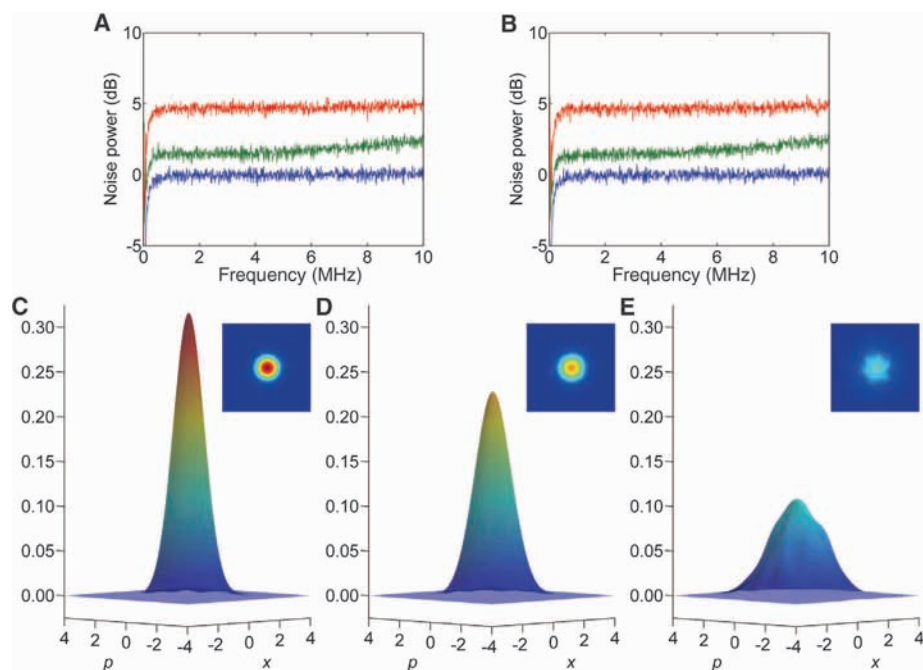 A B
10 10
Noise power (dB) Noise power (dB)
5 5
0 0
-5 -5
0 2 4 6 8 10 0 2 4 6 8 10
Frequency (MHz) Frequency (MHz)
C D E
0.30 0.30 0.30
0.25 0.25 0.25
0.20 0.20 0.20
0.15 0.15 0.15
0.10 0.10 0.10
0.05 0.05 0.05
0.00 0.00 0.00
4 2 0 -2 -4 -2 0 2 4 4 2 0 -2 -4 -2 0 2 4 4 2 0 -2 -4 -2 0 2 4
p x p x p x